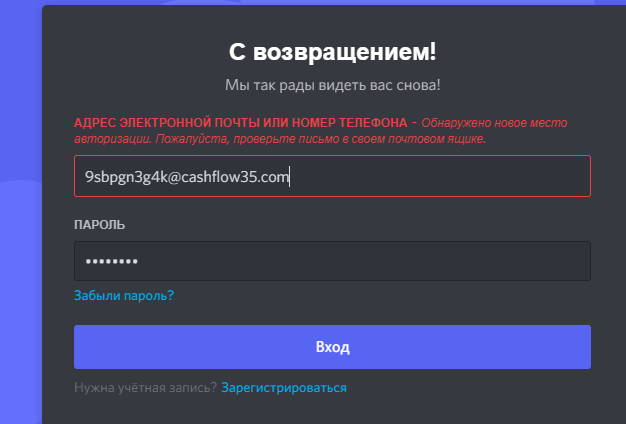 С возвращением!
Мы так рады видеть вас снова!
АДРЕС ЭЛЕКТРОННОЙ ПОЧТЫ ИЛИ НОМЕР ТЕЛЕФОНА - Обнаружено новое место
авторизации. Пожалуйста, проверьте письмо в своем почтовом ящике.
9sbpgn3g4k@cashflow35.com
ПАРОЛЬ
••••••••
Забыли пароль?
Вход
Нужна учётная запись? Зарегистрироваться